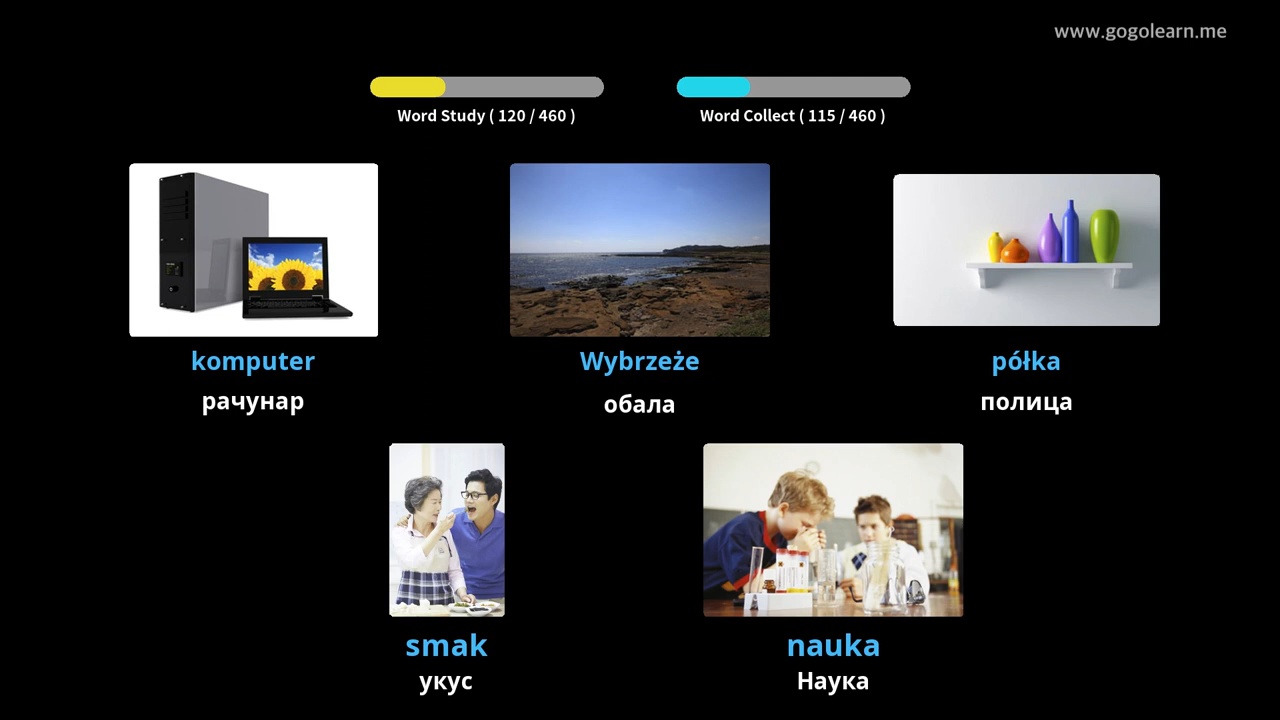 www.gogolearn.me
Word Study ( 120 / 460 )
Word Collect ( 115 / 460 )
komputer
Wybrzeże
półka
рачунар
обала
полица
smak
nauka
укус
Наука